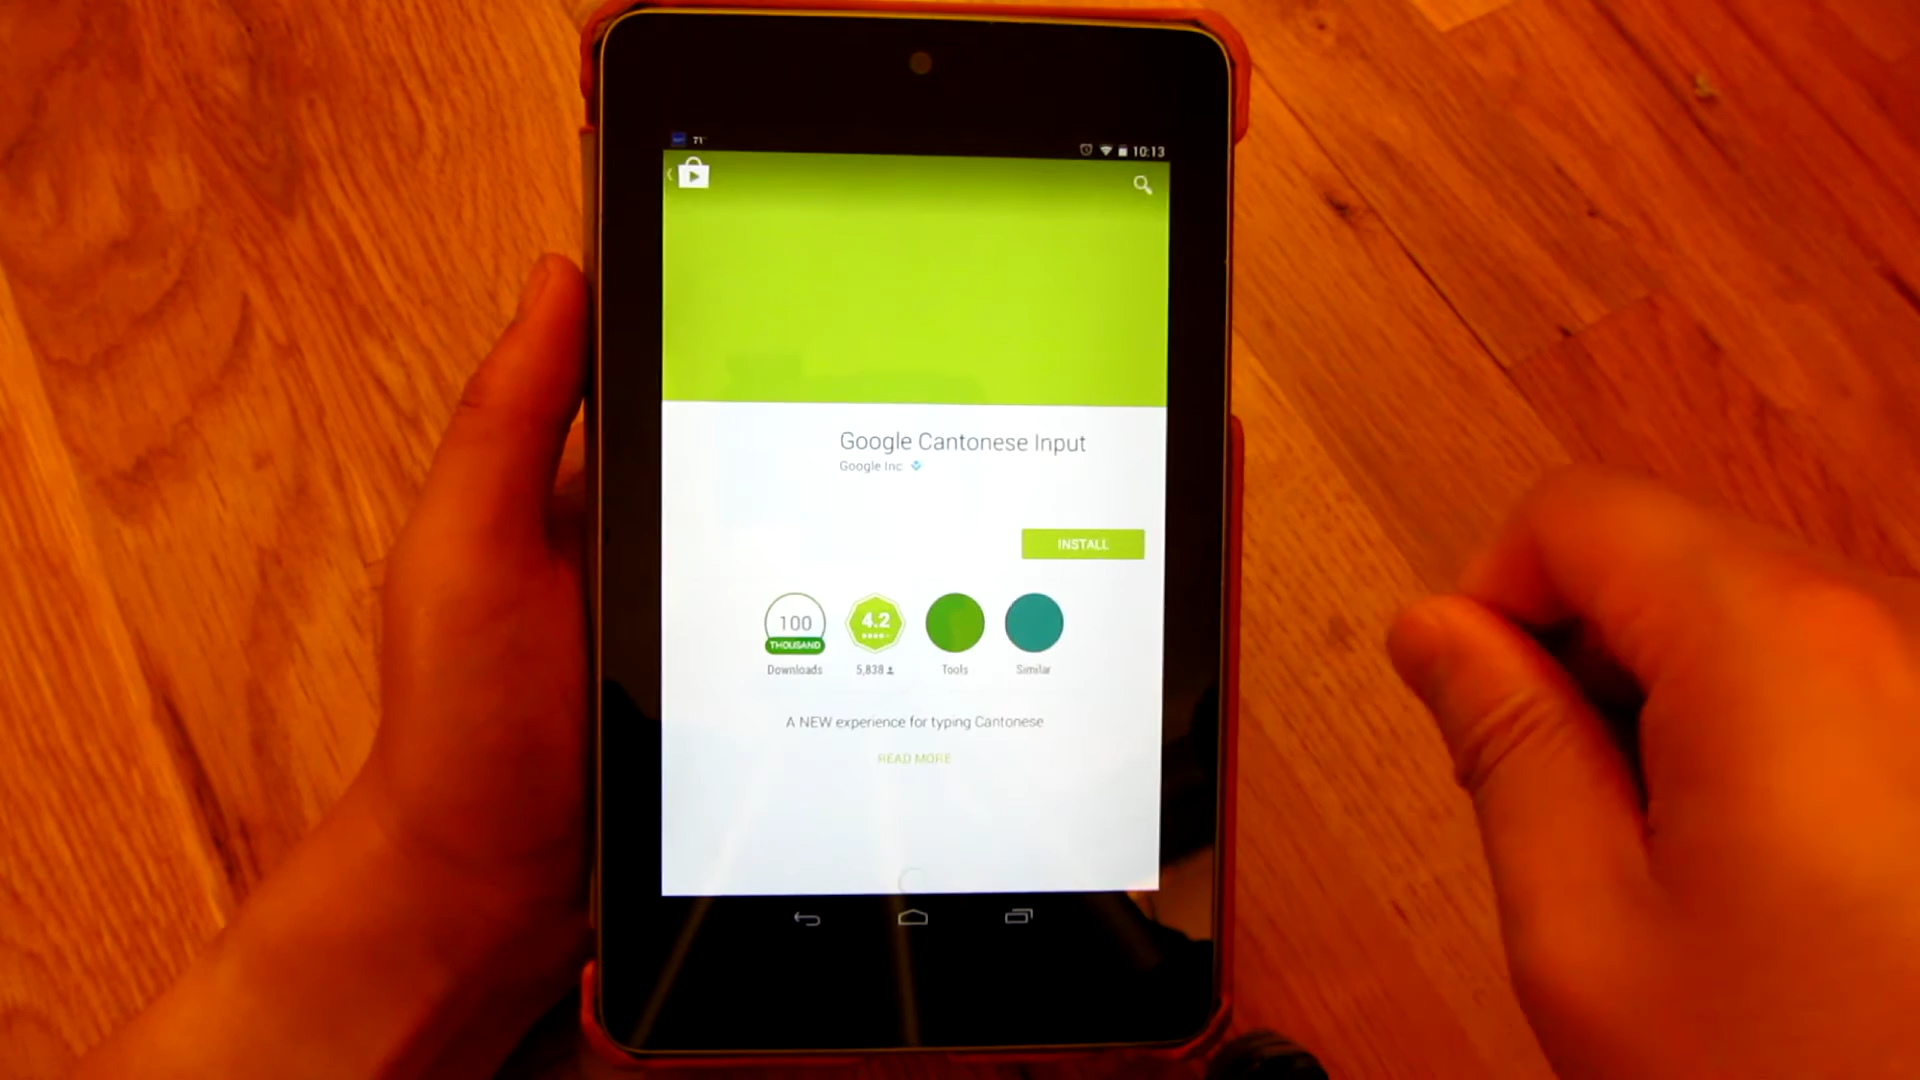 71°
10:13
Google Cantonese Input
Google Inc.
INSTALL
100
THOUSAND
4.2
Downloads
5,838
Tools
Similar
A NEW experience for typing Cantonese
READ MORE